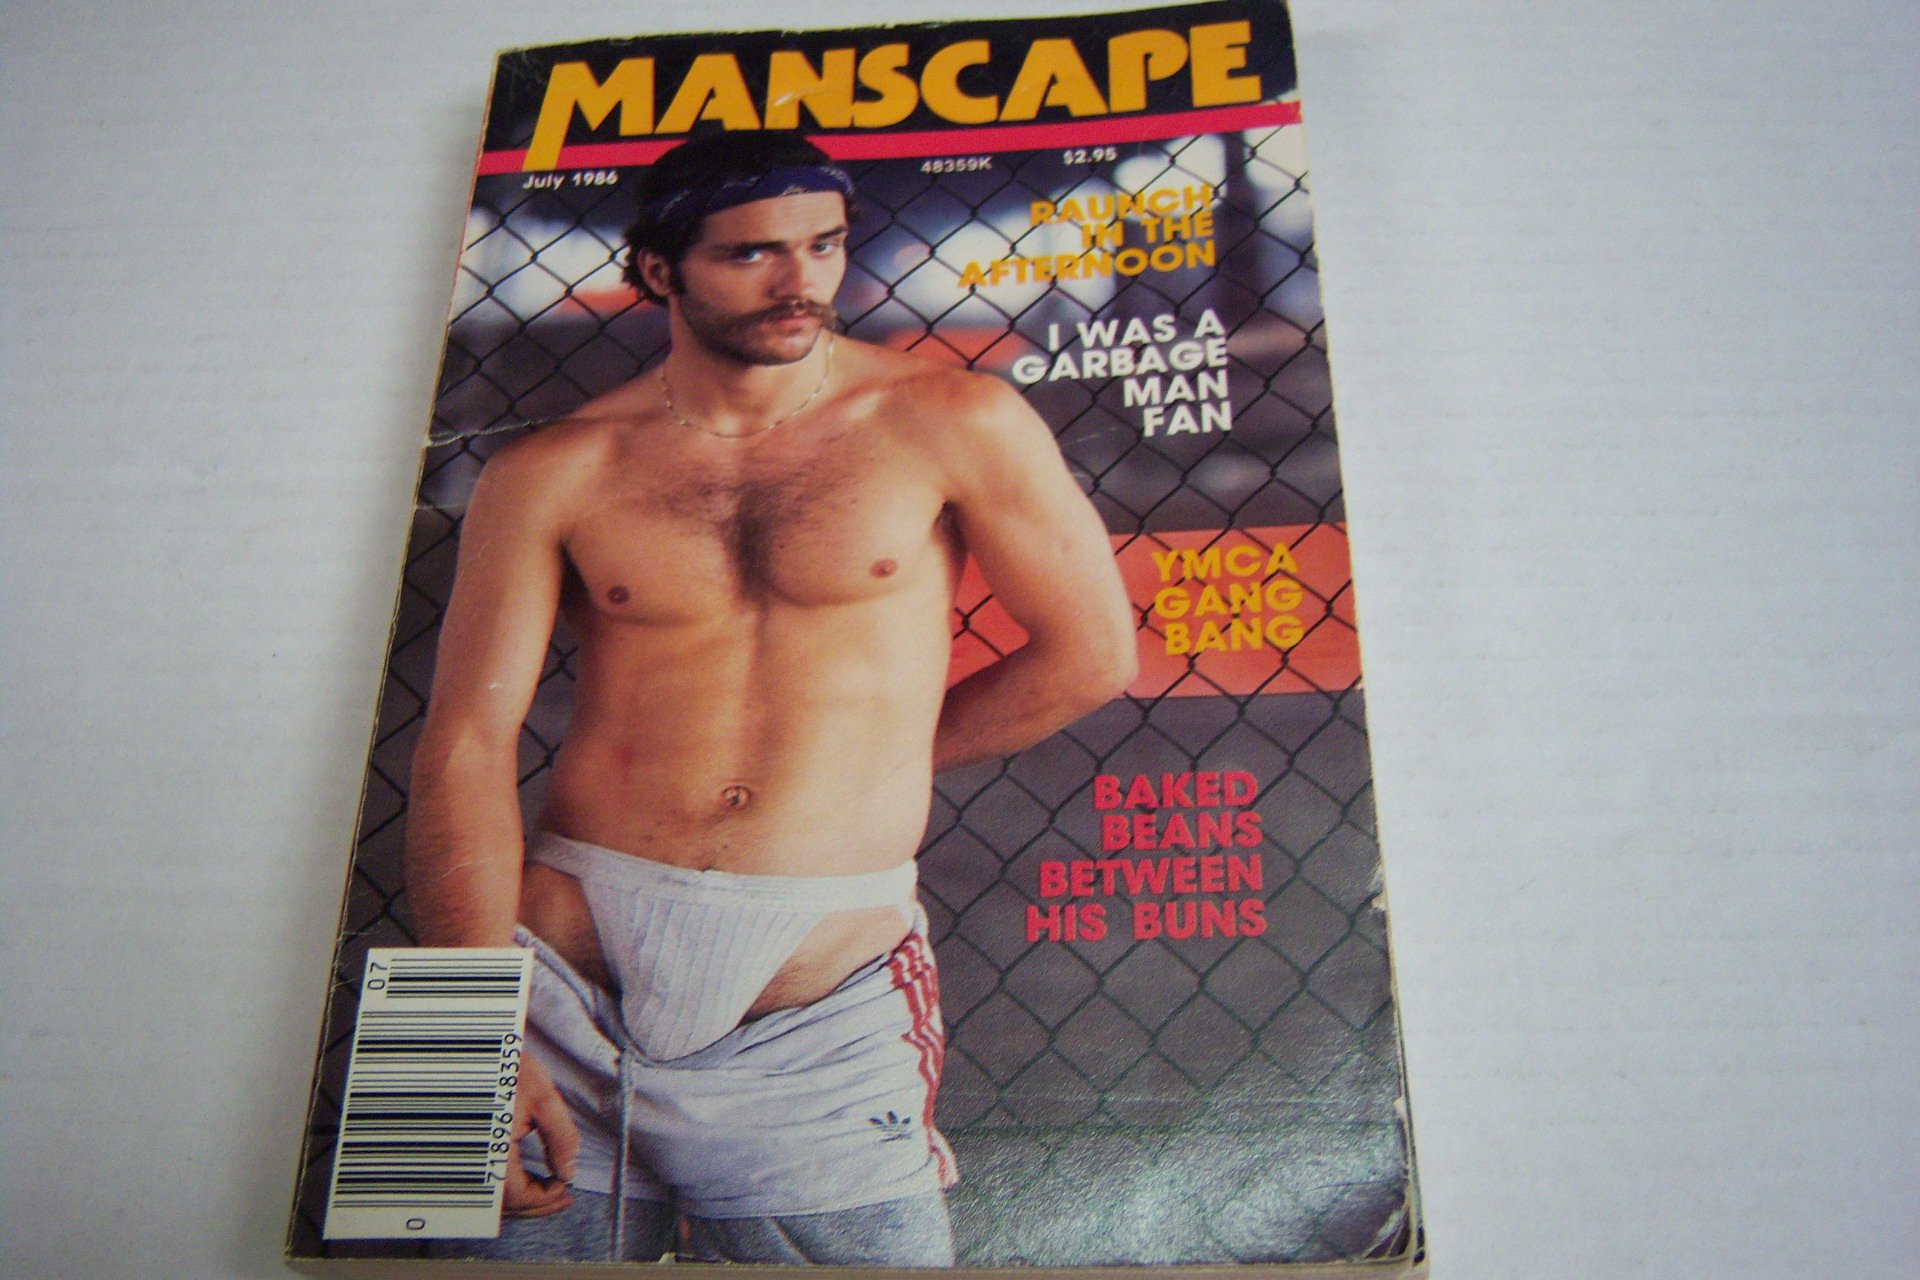 MANSCAPE
July 1986
48359K
$2.95
RAUNCH
IN THE
AFTERNOON
I WAS A
GARBAGE
MAN
FAN
YMCA
GANG
BANG
BAKED
BEANS
BETWEEN
HIS BUNS
07
0 71896 48359